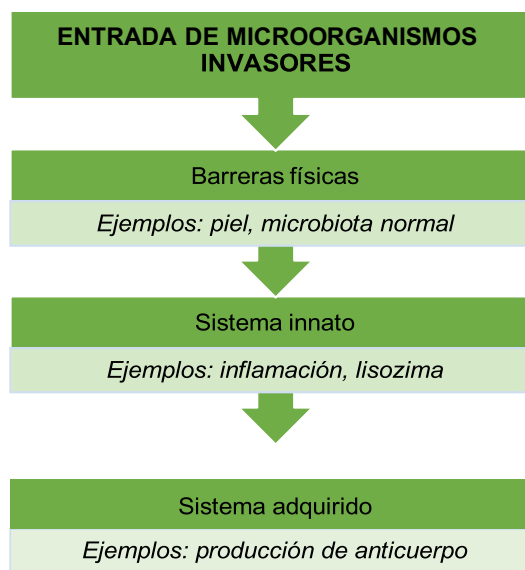 ENTRADA DE MICROORGANISMOS
INVASORES
Barreras físicas
Ejemplos: piel, microbiota normal
Sistema innato
Ejemplos: inflamación, lisozima
Sistema adquirido
Ejemplos: producción de anticuerpo